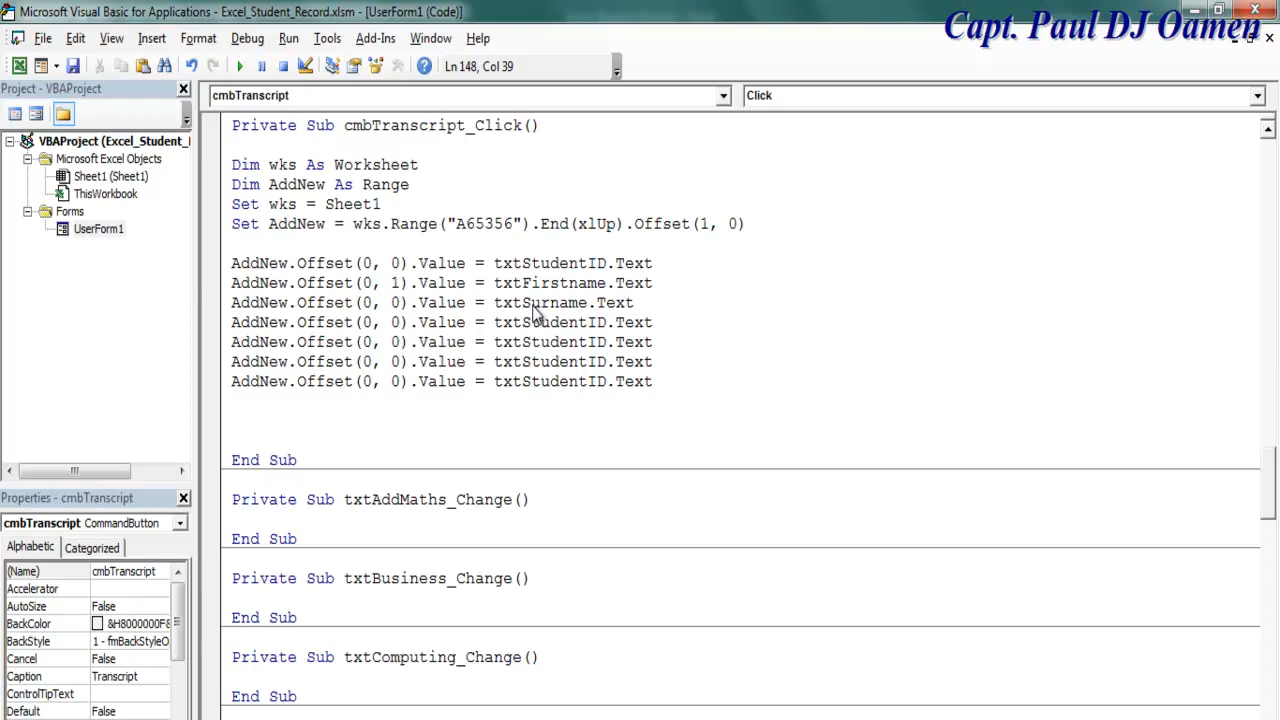 Microsoft Visual Basic for Applications - Excel_Student_Record.xlsm - [UserForm1 (Code)]
Capt. Paul DJ Oamen
File Edit View Insert Format Debug Run Tools Add-Ins Window Help
Ln 148, Col 39
Project - VBAProject
cmbTranscript
Click
VBAProject (Excel_Student_
Microsoft Excel Objects
Sheet1 (Sheet1)
ThisWorkbook
Forms
UserForm1
Private Sub cmbTranscript_Click()
Dim wks As Worksheet
Dim AddNew As Range
Set wks = Sheet1
Set AddNew = wks.Range("A65356").End(xlUp).Offset(1, 0)
AddNew.Offset(0, 0).Value = txtStudentID.Text
AddNew.Offset(0, 1).Value = txtFirstname.Text
AddNew.Offset(0, 0).Value = txtSurname.Text
AddNew.Offset(0, 0).Value = txtStudentID.Text
AddNew.Offset(0, 0).Value = txtStudentID.Text
AddNew.Offset(0, 0).Value = txtStudentID.Text
AddNew.Offset(0, 0).Value = txtStudentID.Text
End Sub
Private Sub txtAddMaths_Change()
End Sub
Private Sub txtBusiness_Change()
End Sub
Private Sub txtComputing_Change()
End Sub
Properties - cmbTranscript
cmbTranscript CommandButton
Alphabetic Categorized
(Name) cmbTranscript
Accelerator
AutoSize False
BackColor &H8000000F&
BackStyle 1 - fmBackStyleO
Cancel False
Caption Transcript
ControlTipText
Default False